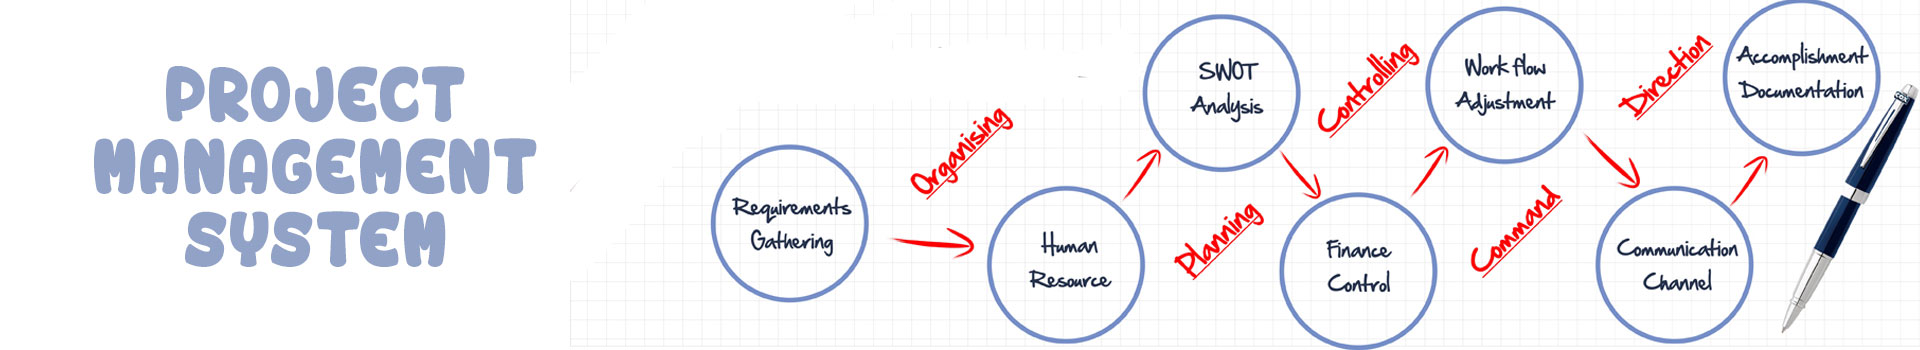 PROJECT
MANAGEMENT
SYSTEM
Requirements
Gathering
Organising
Human
Resource
SWOT
Analysis
Planning
Finance
Control
Controlling
Work flow
Adjustment
Command
Communication
Channel
Direction
Accomplishment
Documentation